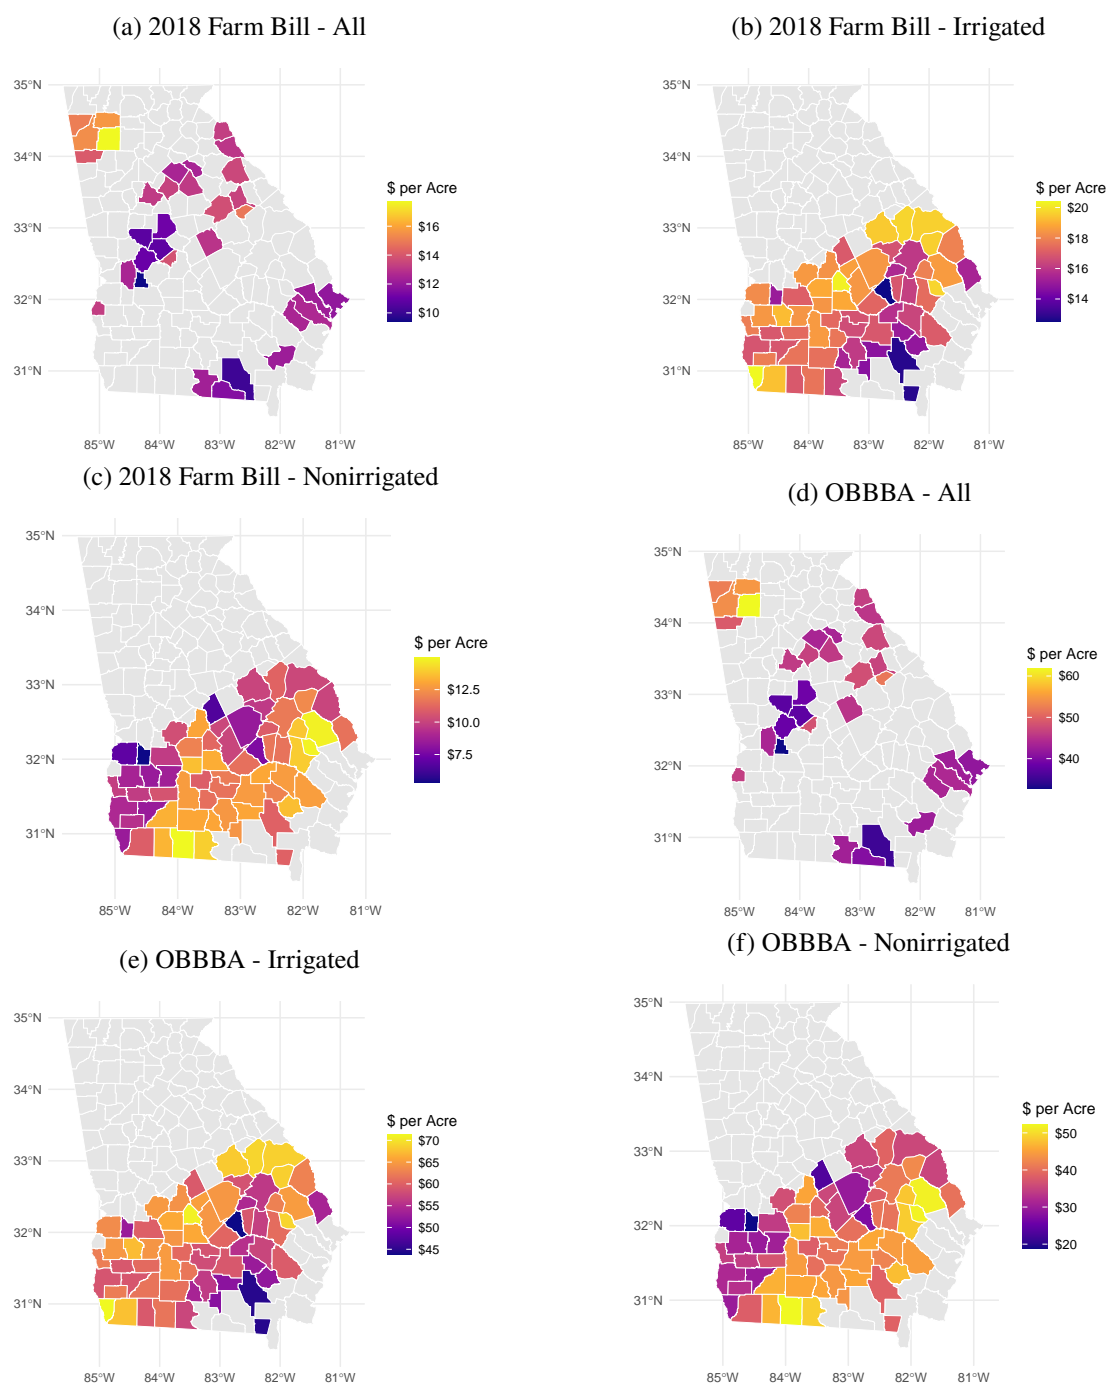 (a) 2018 Farm Bill - All
35°N
34°N
33°N
32°N
31°N
85°W 84°W 83°W 82°W 81°W
$ per Acre
$16
$14
$12
$10
(b) 2018 Farm Bill - Irrigated
35°N
34°N
33°N
32°N
31°N
85°W 84°W 83°W 82°W 81°W
$ per Acre
$20
$18
$16
$14
(c) 2018 Farm Bill - Nonirrigated
35°N
34°N
33°N
32°N
31°N
85°W 84°W 83°W 82°W 81°W
$ per Acre
$12.5
$10.0
$7.5
(d) OBBBA - All
35°N
34°N
33°N
32°N
31°N
85°W 84°W 83°W 82°W 81°W
$ per Acre
$60
$50
$40
(e) OBBBA - Irrigated
35°N
34°N
33°N
32°N
31°N
85°W 84°W 83°W 82°W 81°W
$ per Acre
$70
$65
$60
$55
$50
$45
(f) OBBBA - Nonirrigated
35°N
34°N
33°N
32°N
31°N
85°W 84°W 83°W 82°W 81°W
$ per Acre
$50
$40
$30
$20